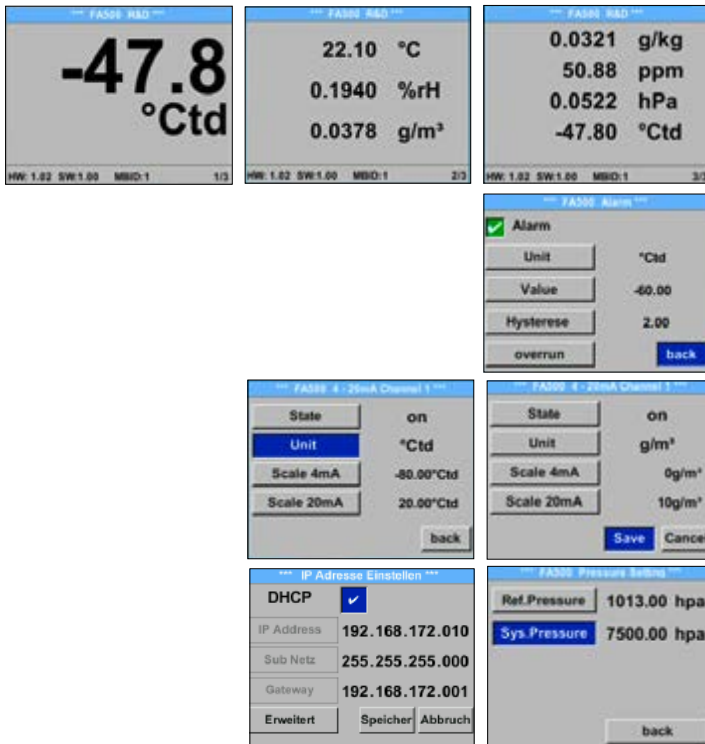 *** FA500 R&D ***
-47.8
°Ctd
HW: 1.02 SW:1.00 MBID:1 1/3
*** FA500 R&D ***
22.10 °C
0.1940 %rH
0.0378 g/m³
HW: 1.02 SW:1.00 MBID:1 2/3
*** FA500 R&D ***
0.0321 g/kg
50.88 ppm
0.0522 hPa
-47.80 °Ctd
HW: 1.02 SW:1.00 MBID:1 3/3
*** FA500 Alarm ***
Alarm
Unit °Ctd
Value -60.00
Hysterese 2.00
overrun back
*** FA500 4 - 20mA Channel 1 ***
State on
Unit °Ctd
Scale 4mA -80.00°Ctd
Scale 20mA 20.00°Ctd
back
*** FA500 4 - 20mA Channel 1 ***
State on
Unit g/m³
Scale 4mA 0g/m³
Scale 20mA 10g/m³
Save Cancel
*** IP Adresse Einstellen ***
DHCP
IP Address 192.168.172.010
Sub Netz 255.255.255.000
Gateway 192.168.172.001
Erweitert Speicher Abbruch
*** FA500 Pressure Setting ***
Ref.Pressure 1013.00 hpa
Sys.Pressure 7500.00 hpa
back